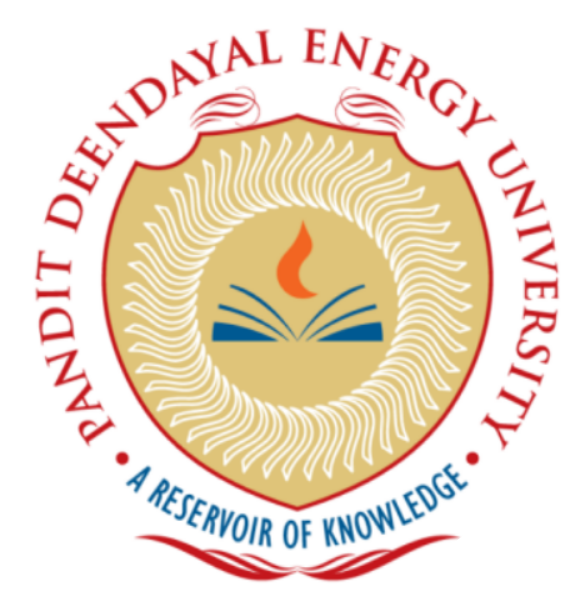 PANDIT DEENDAYAL ENERGY UNIVERSITY
A RESERVOIR OF KNOWLEDGE